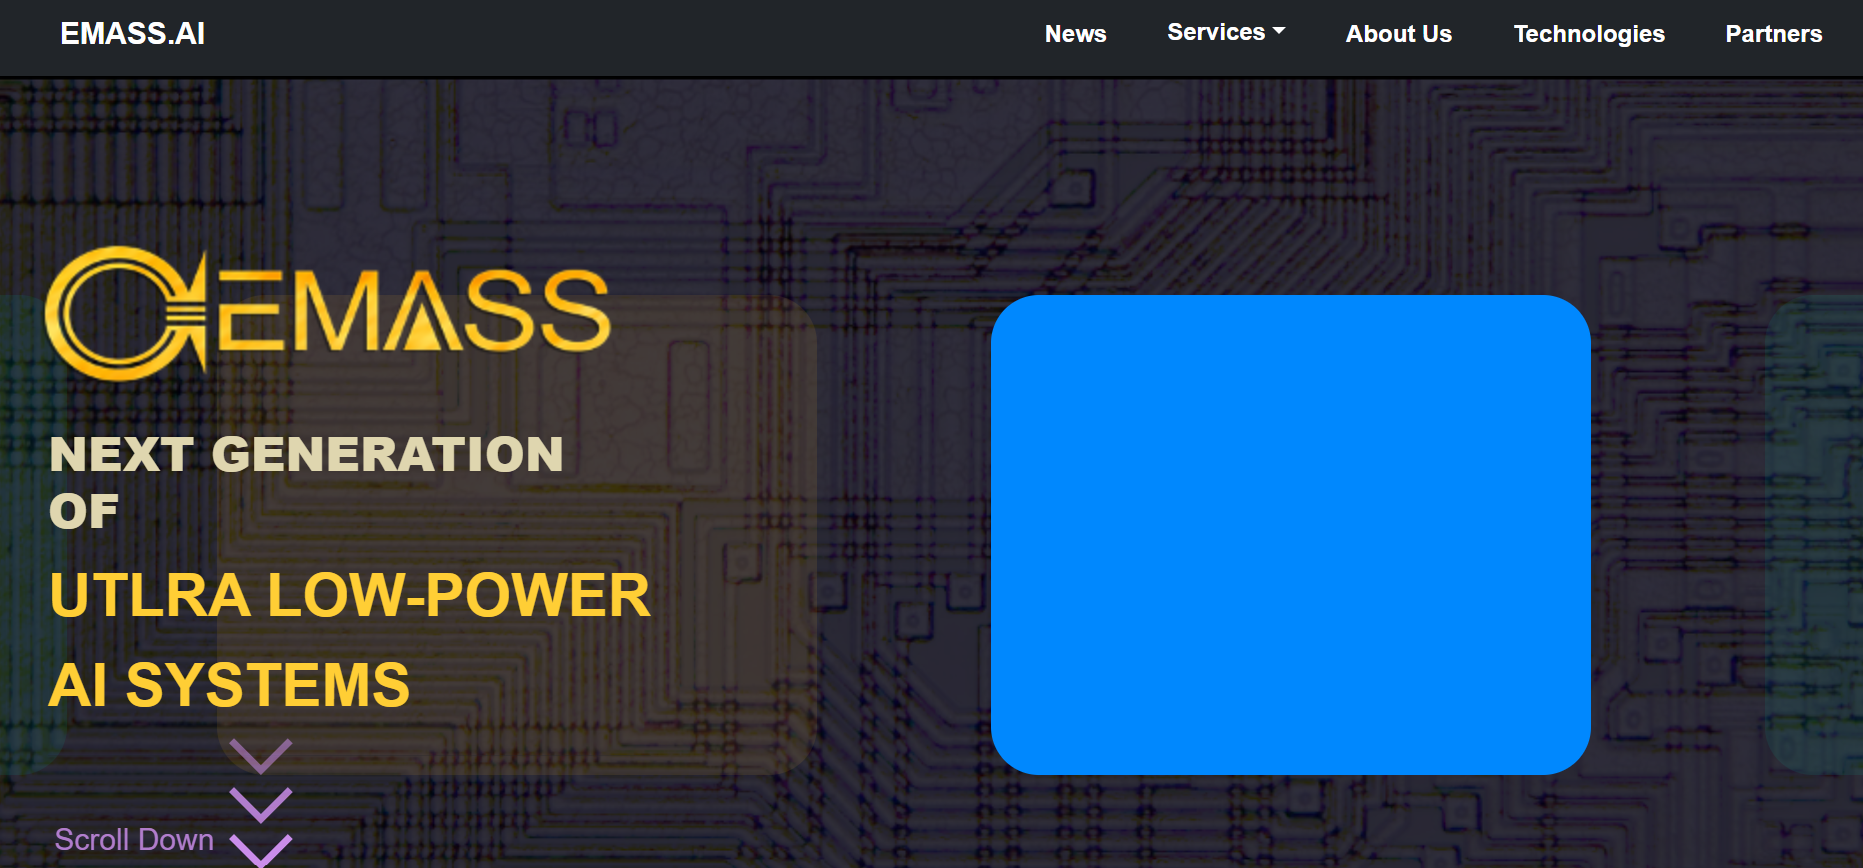 EMASS.AI
News Services About Us Technologies Partners
EMASS
NEXT GENERATION
OF
UTLRA LOW-POWER
AI SYSTEMS
Scroll Down